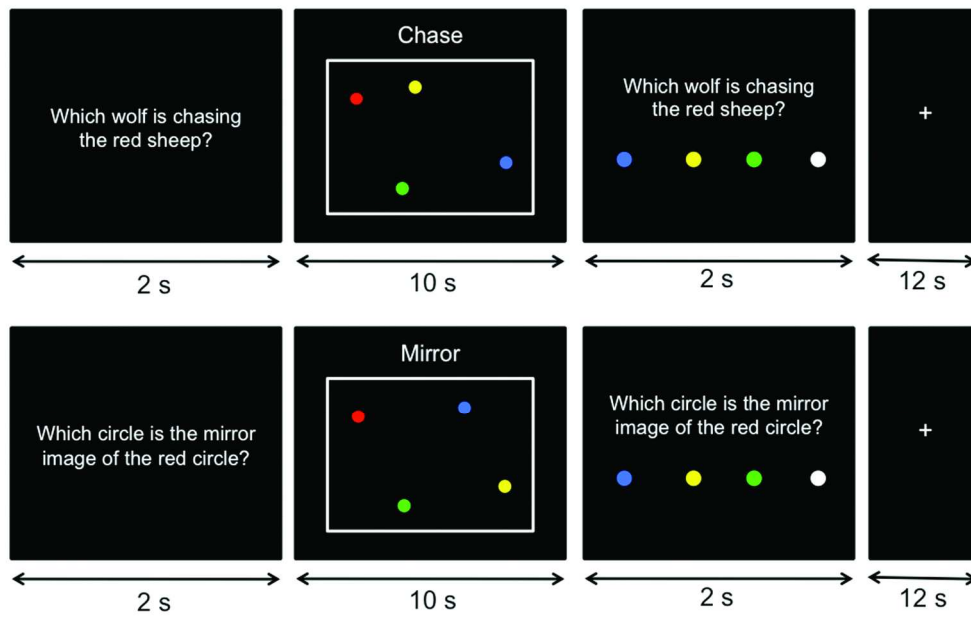 Which wolf is chasing
the red sheep?
Chase
Which wolf is chasing
the red sheep?
+
2 s
10 s
2 s
12 s
Which circle is the mirror
image of the red circle?
Mirror
Which circle is the mirror
image of the red circle?
+
2 s
10 s
2 s
12 s